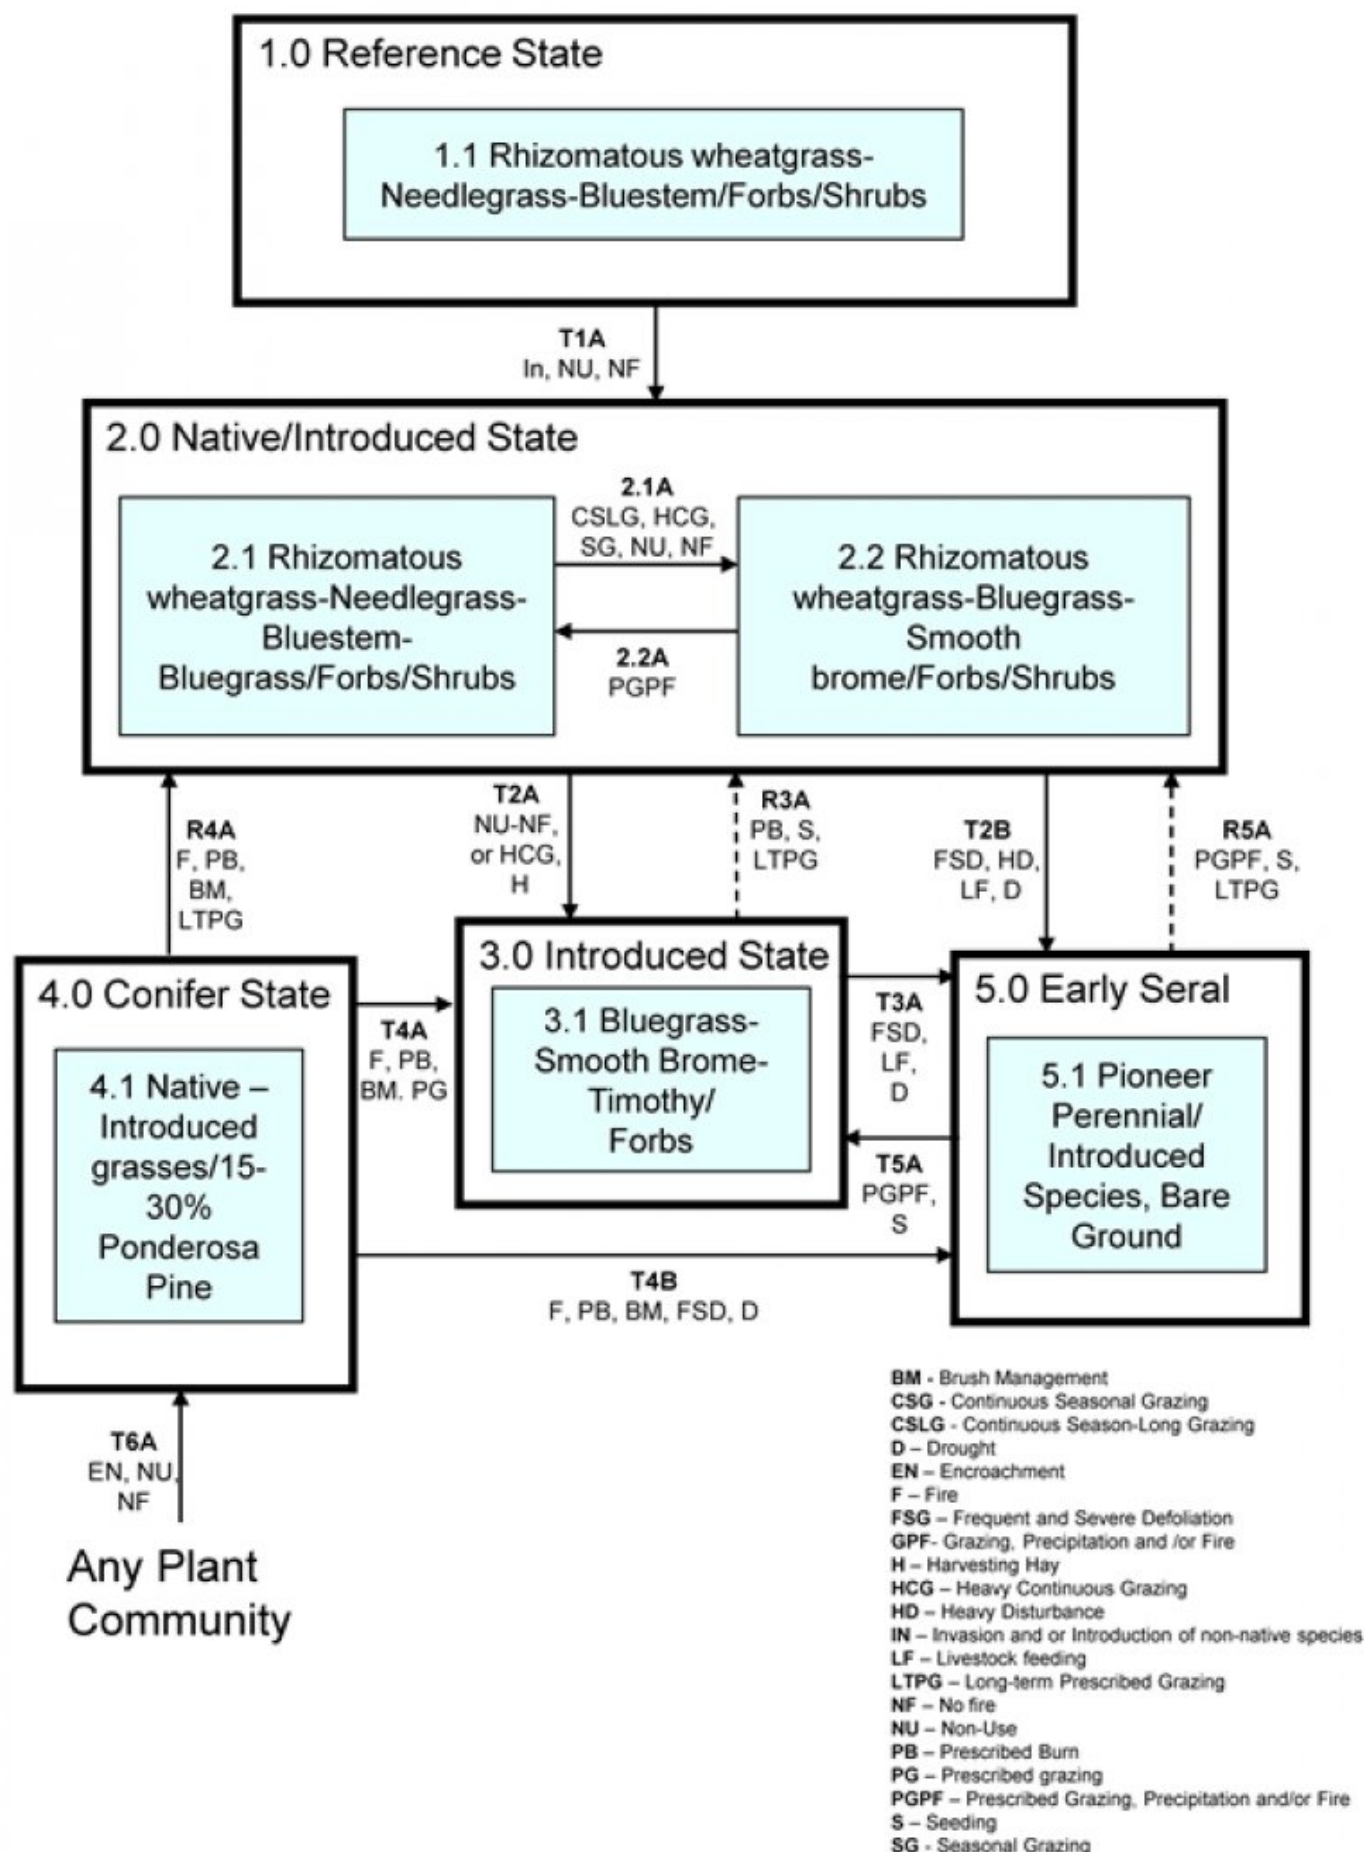 1.0 Reference State
1.1 Rhizomatous wheatgrass-
Needlegrass-Bluestem/Forbs/Shrubs
T1A
In, NU, NF
2.0 Native/Introduced State
2.1 Rhizomatous
wheatgrass-Needlegrass-
Bluestem-
Bluegrass/Forbs/Shrubs
2.1A
CSLG, HCG,
SG, NU, NF
2.2A
PGPF
2.2 Rhizomatous
wheatgrass-Bluegrass-
Smooth
brome/Forbs/Shrubs
R4A
F, PB,
BM,
LTPG
T2A
NU-NF,
or HCG,
H
R3A
PB, S,
LTPG
T2B
FSD, HD,
LF, D
R5A
PGPF, S,
LTPG
4.0 Conifer State
4.1 Native –
Introduced
grasses/15-
30%
Ponderosa
Pine
T4A
F, PB,
BM. PG
3.0 Introduced State
3.1 Bluegrass-
Smooth Brome-
Timothy/
Forbs
T3A
FSD,
LF,
D
T5A
PGPF,
S
5.0 Early Seral
5.1 Pioneer
Perennial/
Introduced
Species, Bare
Ground
T4B
F, PB, BM, FSD, D
T6A
EN, NU,
NF
Any Plant
Community
BM - Brush Management
CSG - Continuous Seasonal Grazing
CSLG - Continuous Season-Long Grazing
D – Drought
EN – Encroachment
F – Fire
FSG – Frequent and Severe Defoliation
GPF- Grazing, Precipitation and /or Fire
H – Harvesting Hay
HCG – Heavy Continuous Grazing
HD – Heavy Disturbance
IN – Invasion and or Introduction of non-native species
LF – Livestock feeding
LTPG – Long-term Prescribed Grazing
NF – No fire
NU – Non-Use
PB – Prescribed Burn
PG – Prescribed grazing
PGPF – Prescribed Grazing, Precipitation and/or Fire
S – Seeding
SG - Seasonal Grazing